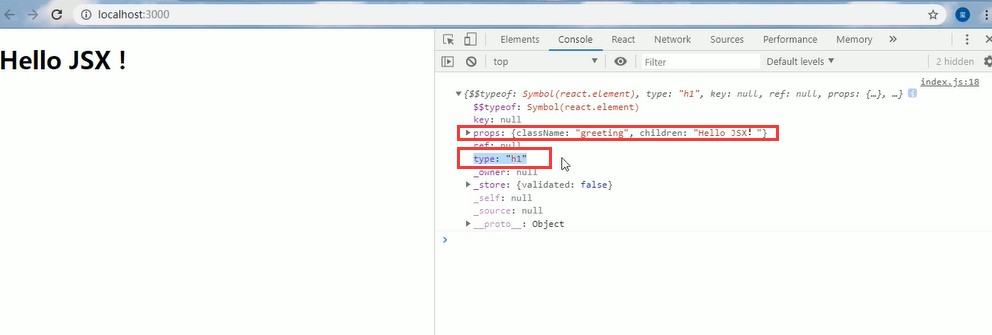 localhost:3000
Hello JSX !
Elements Console React Network Sources Performance Memory »
top Filter Default levels ▼ 2 hidden
index.js:18
▼{$$typeof: Symbol(react.element), type: "h1", key: null, ref: null, props: {…}, …}
$$typeof: Symbol(react.element)
key: null
▶props: {className: "greeting", children: "Hello JSX! "}
ref: null
type: "h1"
_owner: null
▶_store: {validated: false}
_self: null
_source: null
▶__proto__: Object